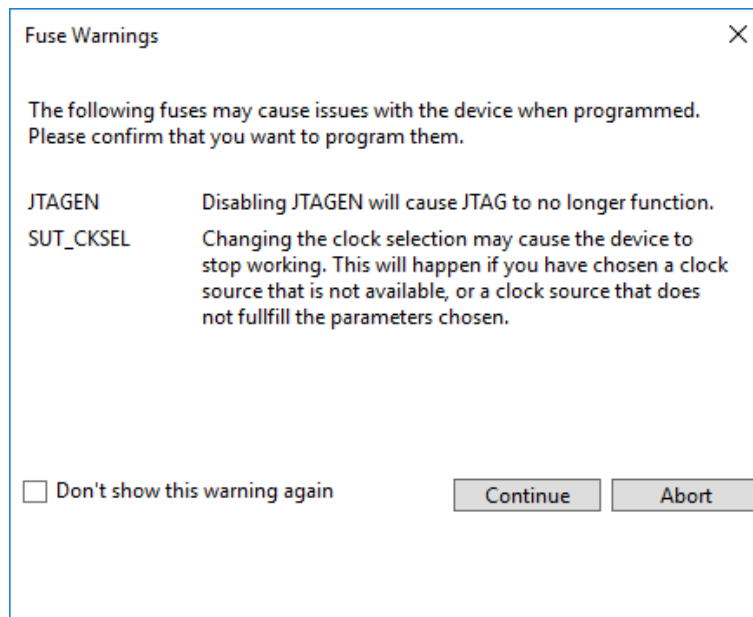 Fuse Warnings
The following fuses may cause issues with the device when programmed.
Please confirm that you want to program them.
JTAGEN Disabling JTAGEN will cause JTAG to no longer function.
SUT_CKSEL Changing the clock selection may cause the device to
stop working. This will happen if you have chosen a clock
source that is not available, or a clock source that does
not fullfill the parameters chosen.
Don't show this warning again Continue Abort